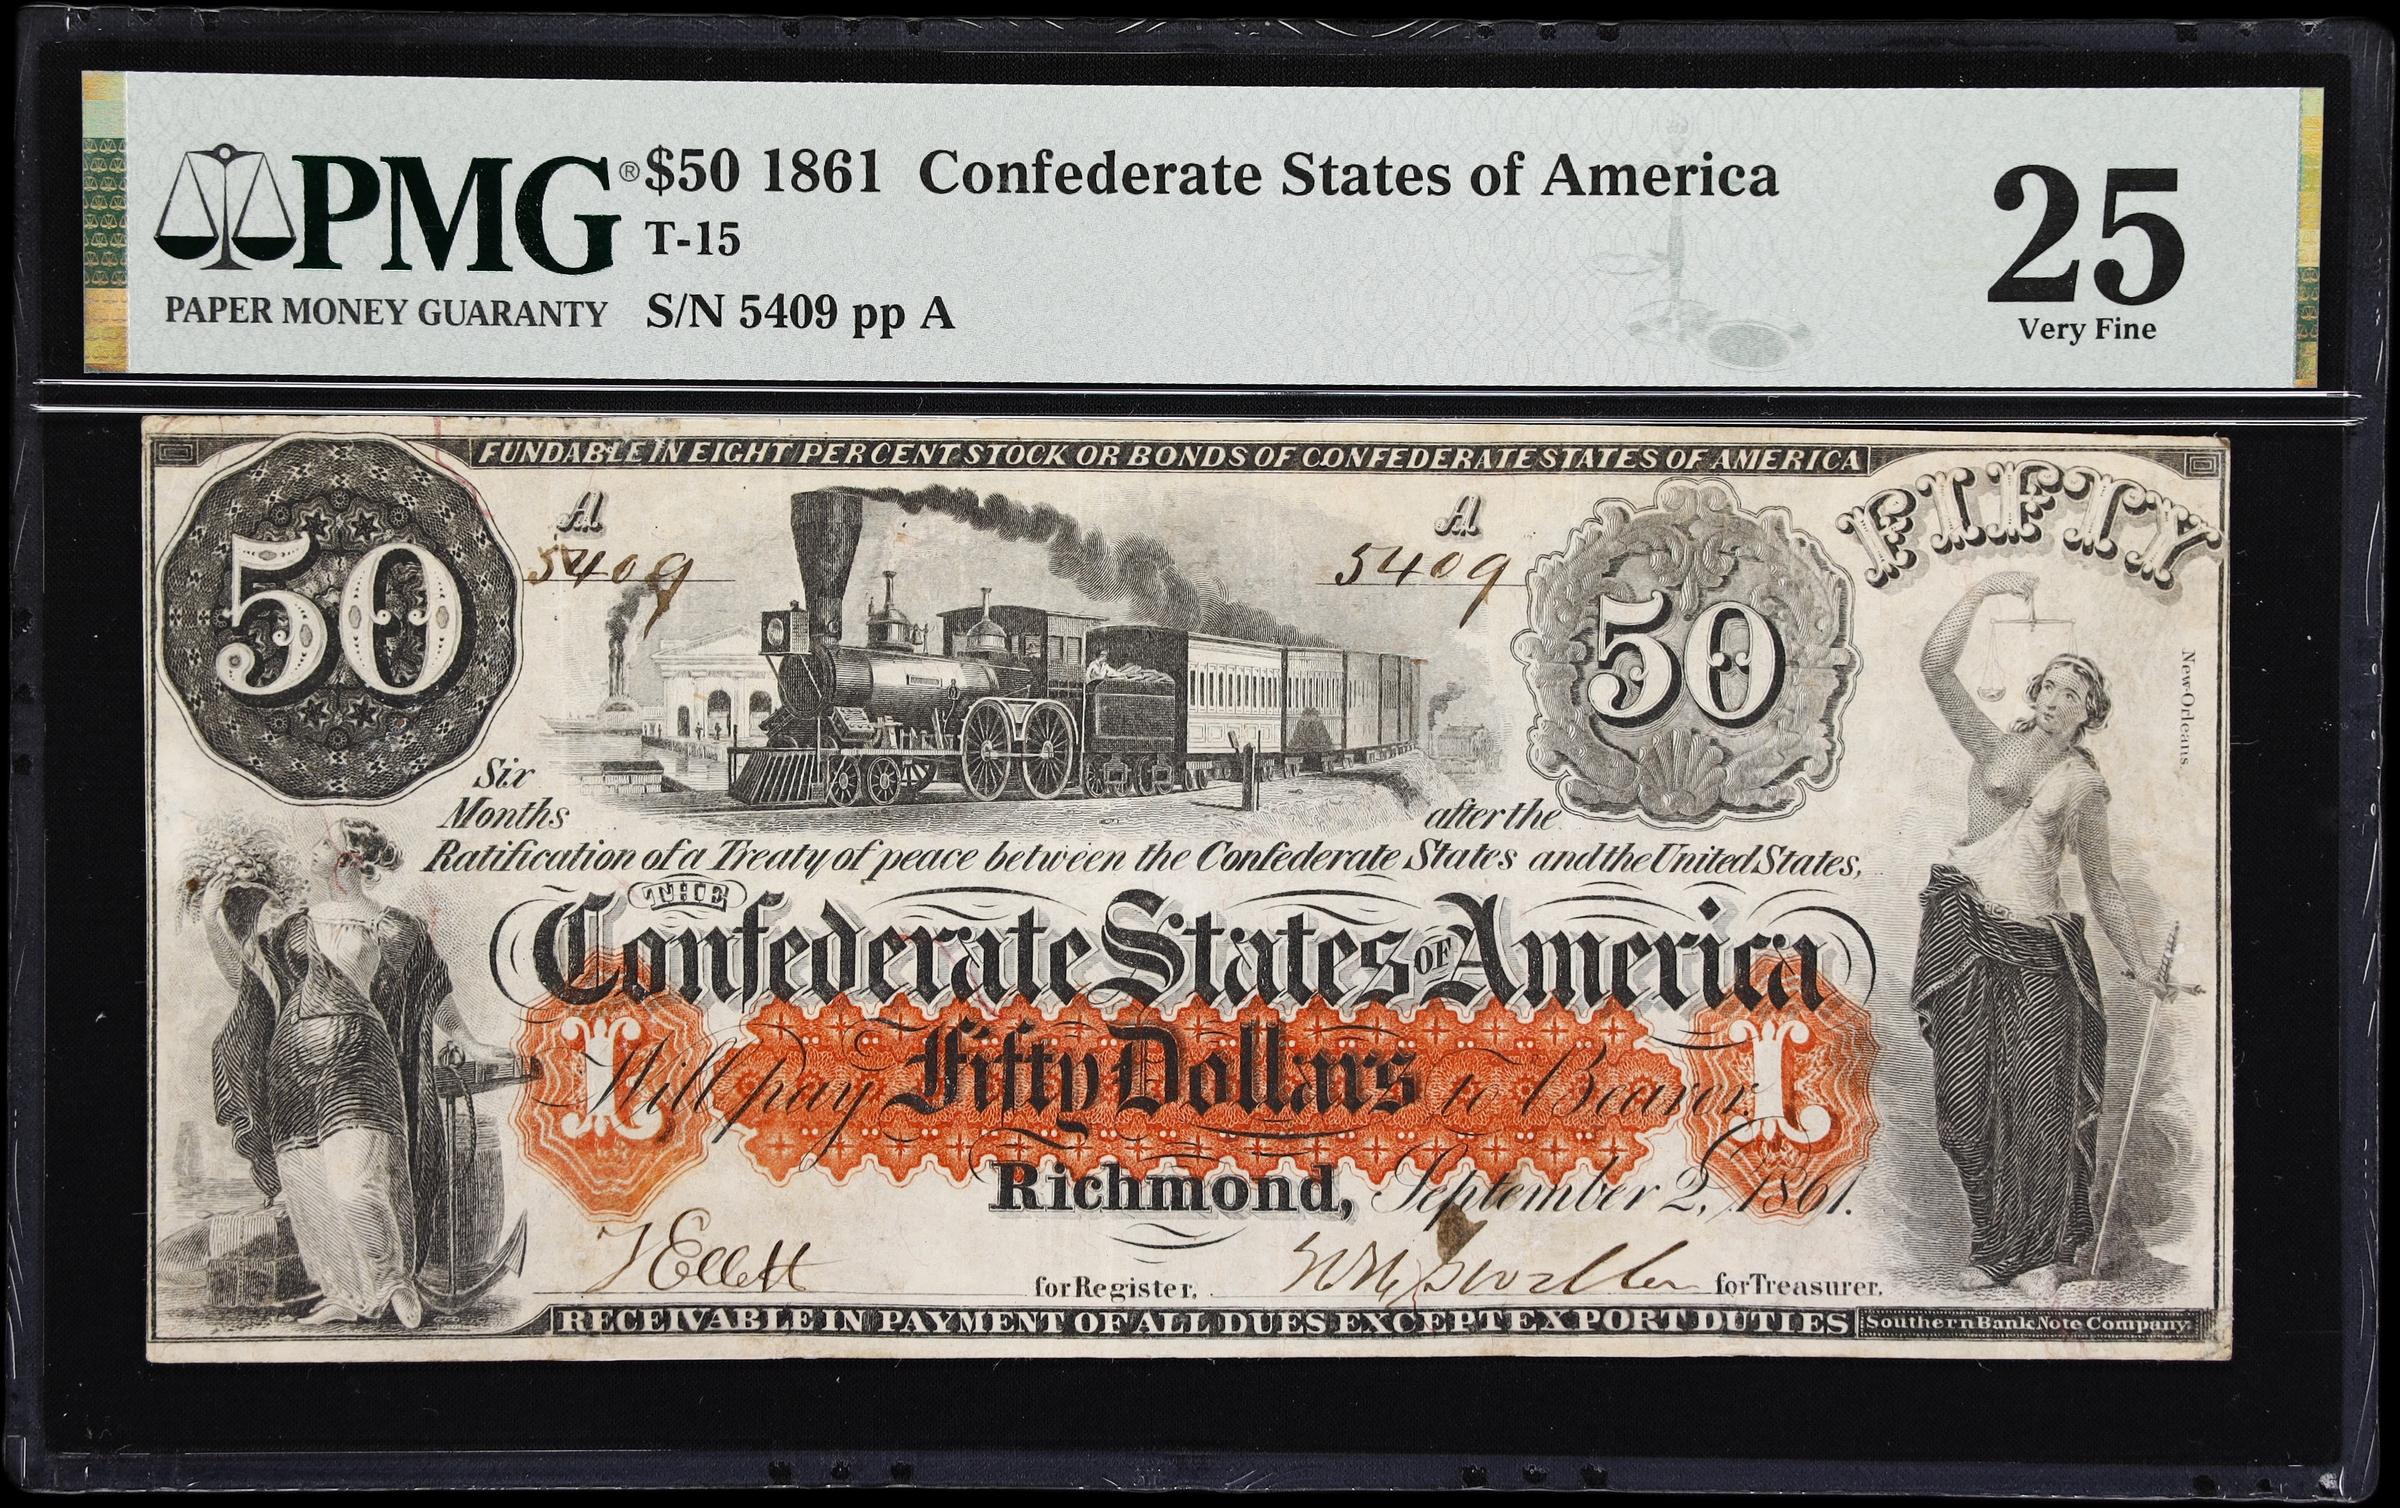 PMG® $50 1861 Confederate States of America
T-15
PAPER MONEY GUARANTY S/N 5409 pp A
25
Very Fine
FUNDABLE IN EIGHT PER CENT STOCK OR BONDS OF CONFEDERATE STATES OF AMERICA
50
A
5409
A
5409
50
FIFTY
New-Orleans.
Six
Months
after the
Ratification of a Treaty of peace between the Confederate States and the United States,
THE
Confederate States OF America
L Will pay Fifty Dollars to Bearer. L
Richmond, September 2, 1861.
J Ellett for Register, for Treasurer.
RECEIVABLE IN PAYMENT OF ALL DUES EXCEPT EXPORT DUTIES
Southern Bank Note Company.